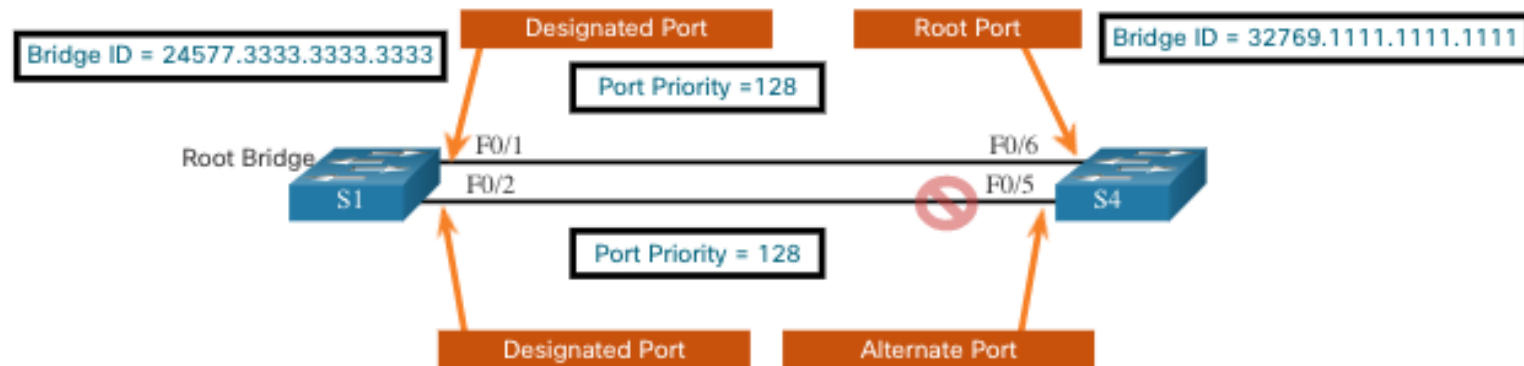 Designated Port
Root Port
Bridge ID = 24577.3333.3333.3333
Bridge ID = 32769.1111.1111.1111
Port Priority =128
Root Bridge
F0/1
F0/6
F0/2
F0/5
S1
S4
Port Priority = 128
Designated Port
Alternate Port